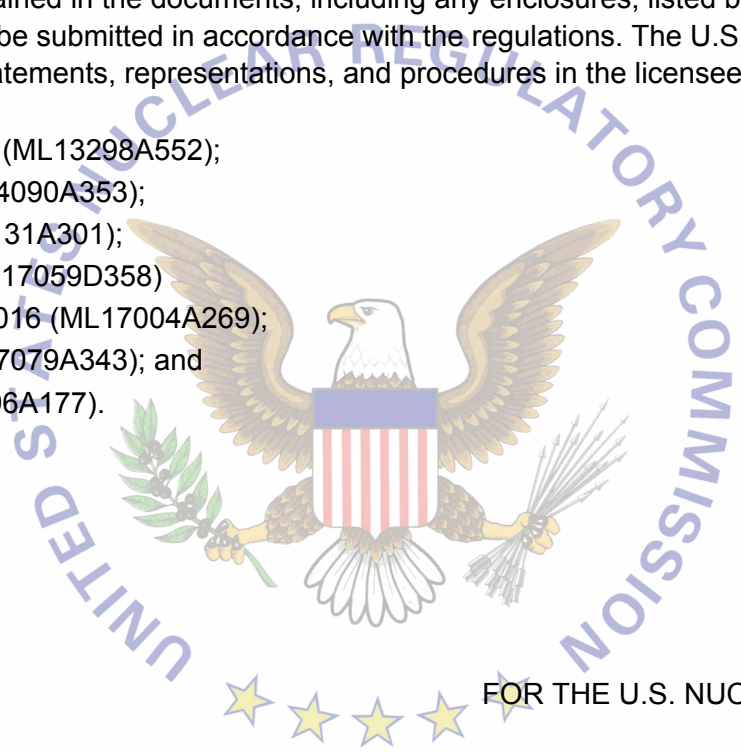 ained in the documents, including any enclosures, listed b
be submitted in accordance with the regulations. The U.S.
atements, representations, and procedures in the licensee
(ML13298A552);
4090A353);
31A301);
17059D358)
016 (ML17004A269);
7079A343); and
96A177).
UNITED STATES NUCLEAR REGULATORY COMMISSION
FOR THE U.S. NUC